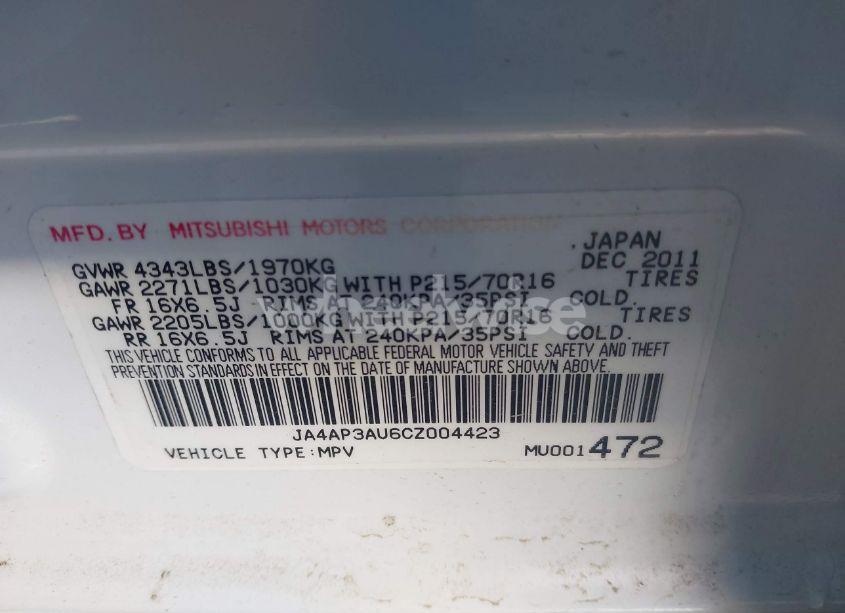 MFD. BY MITSUBISHI MOTORS CORPORATION
.JAPAN
GVWR 4343LBS/1970KG DEC 2011
GAWR 2271LBS/1030KG WITH P215/70R16 TIRES
FR 16X6.5J RIMS AT 240KPA/35PSI COLD.
GAWR 2205LBS/1000KG WITH P215/70R16 TIRES
RR 16X6.5J RIMS AT 240KPA/35PSI COLD.
THIS VEHICLE CONFORMS TO ALL APPLICABLE FEDERAL MOTOR VEHICLE SAFETY AND THEFT
PREVENTION STANDARDS IN EFFECT ON THE DATE OF MANUFACTURE SHOWN ABOVE.
JA4AP3AU6CZ004423
VEHICLE TYPE:MPV MU001472